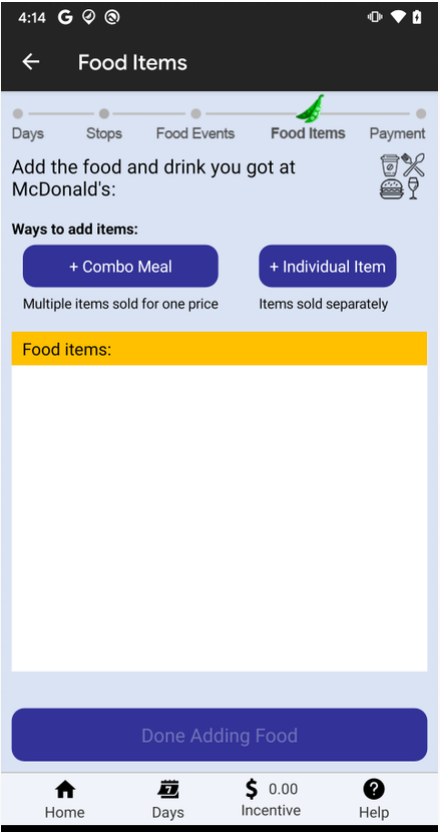 4:14
Food Items
Days Stops Food Events Food Items Payment
Add the food and drink you got at
McDonald's:
Ways to add items:
+ Combo Meal + Individual Item
Multiple items sold for one price Items sold separately
Food items:
Done Adding Food
7 $ 0.00 ?
Home Days Incentive Help